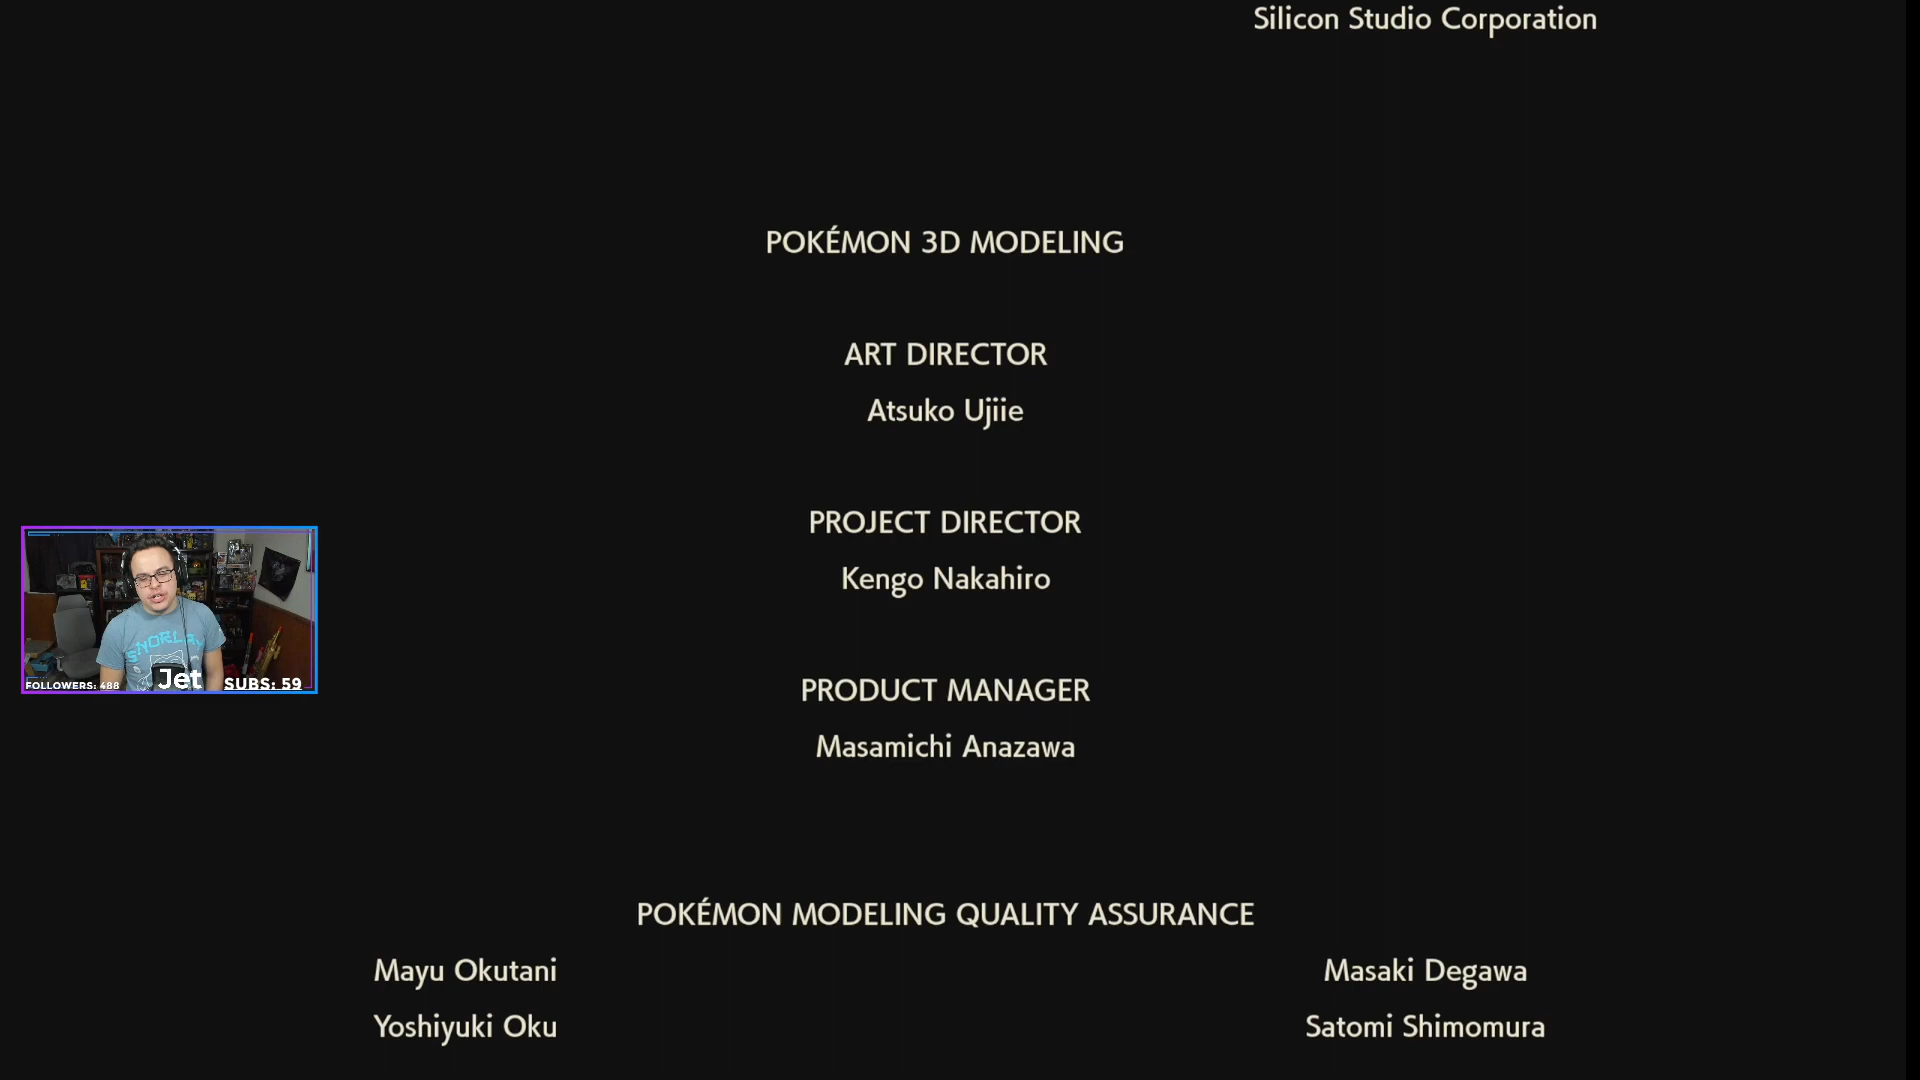 Silicon Studio Corporation
POKÉMON 3D MODELING
ART DIRECTOR
Atsuko Ujiie
PROJECT DIRECTOR
Kengo Nakahiro
PRODUCT MANAGER
Masamichi Anazawa
SNORLAX
FOLLOWERS: 488
Jet
SUBS: 59
POKÉMON MODELING QUALITY ASSURANCE
Mayu Okutani
Masaki Degawa
Yoshiyuki Oku
Satomi Shimomura